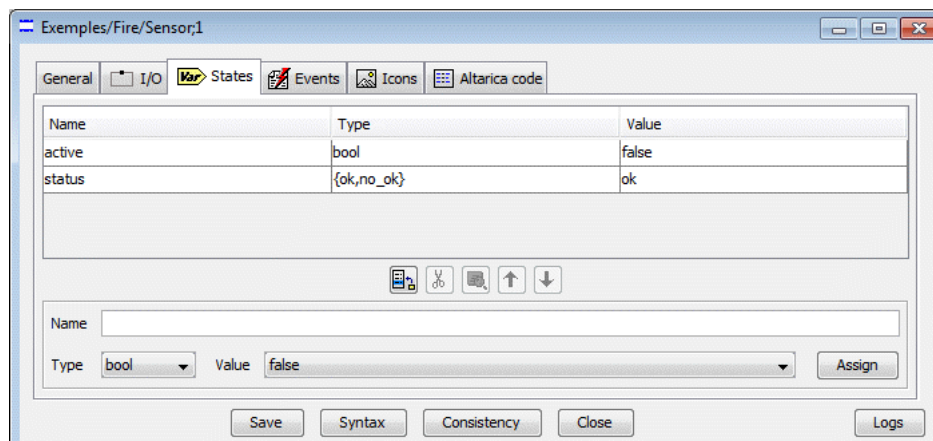 Exemples/Fire/Sensor;1
General I/O Var States Events Icons Altarica code
Name Type Value
active bool false
status {ok,no_ok} ok
Name
Type bool Value false Assign
Save Syntax Consistency Close Logs